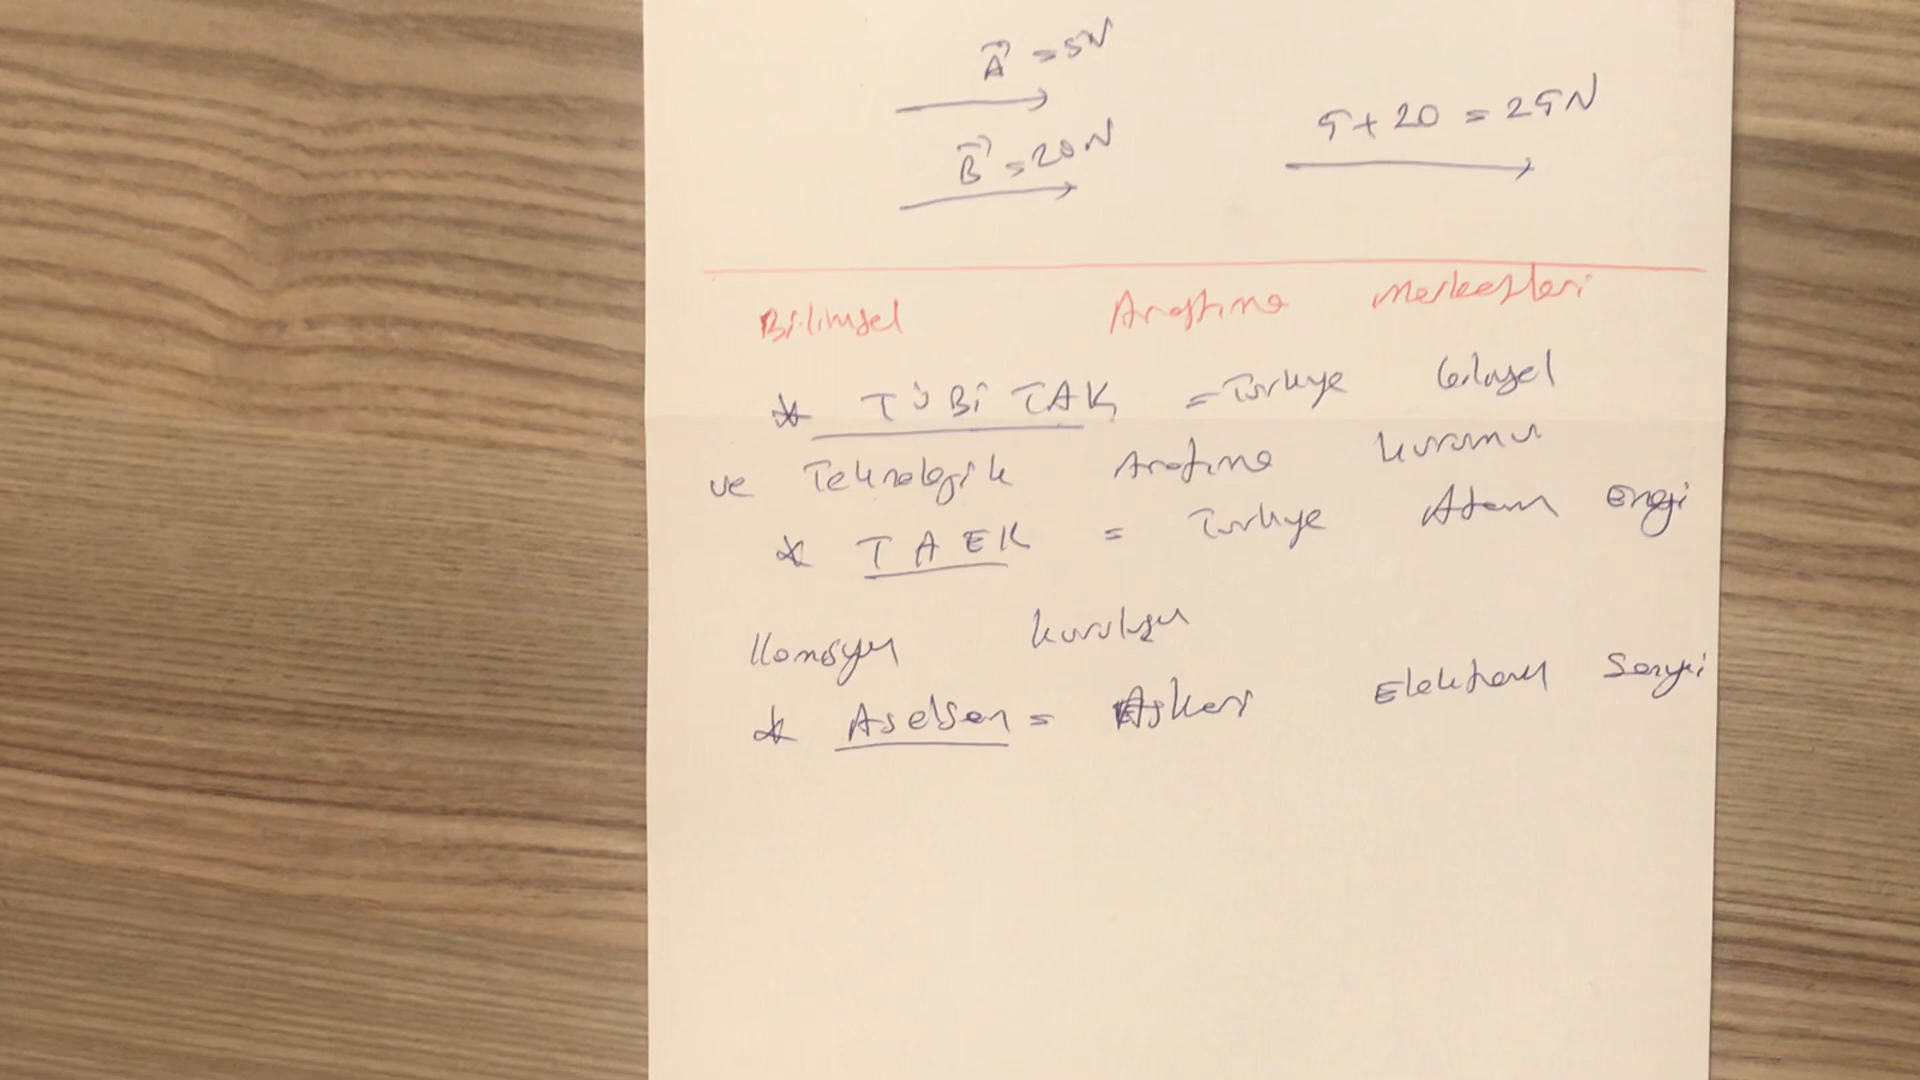 A⃗ = 5N
B⃗ = 20N
5+20 = 25N
Bilimsel Araştırma Merkezleri
* TÜBİTAK = Türkiye bilimsel
ve Teknolojik Araştırma kurumu
* TAEK = Türkiye Atom Enerji
Komisyon kuruluşu
* Aselsan = Askeri Elektronik Sanayi